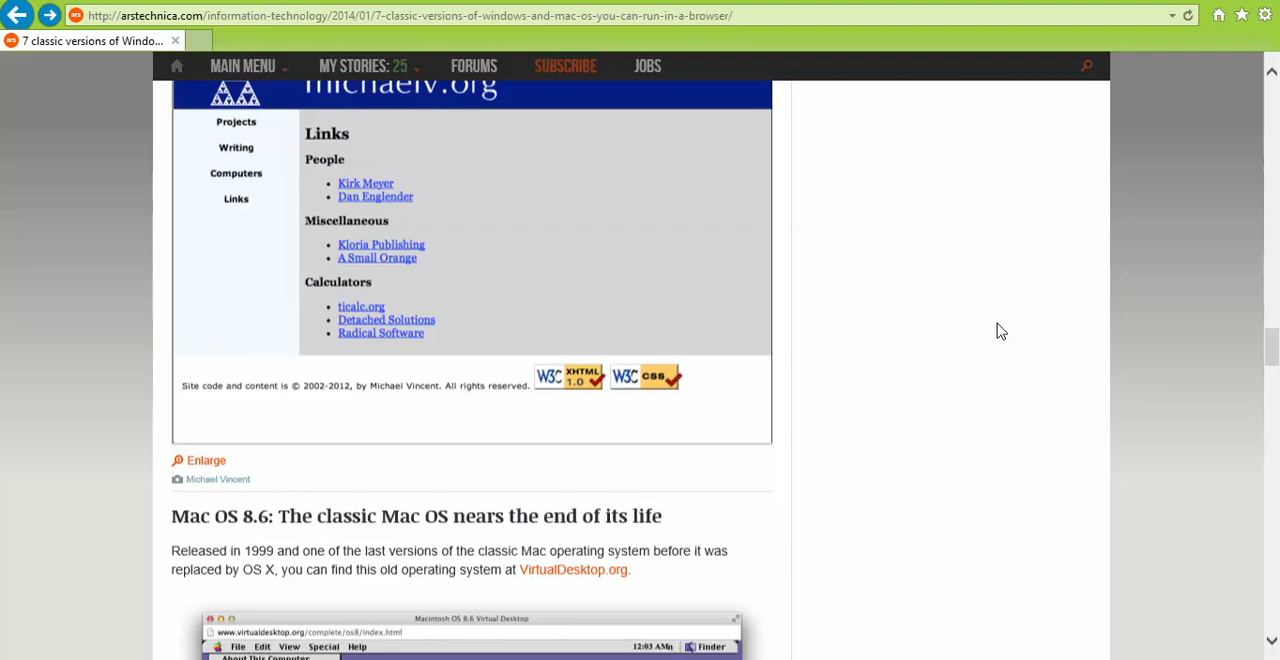 http://arstechnica.com/information-technology/2014/01/7-classic-versions-of-windows-and-mac-os-you-can-run-in-a-browser/
ars 7 classic versions of Windo...
MAIN MENU MY STORIES: 25 FORUMS SUBSCRIBE JOBS
michaelv.org
Projects
Writing
Computers
Links
Links
People
Kirk Meyer
Dan Englender
Miscellaneous
Kloria Publishing
A Small Orange
Calculators
ticalc.org
Detached Solutions
Radical Software
Site code and content is © 2002-2012, by Michael Vincent. All rights reserved. W3C XHTML 1.0 W3C CSS
Enlarge
Michael Vincent
Mac OS 8.6: The classic Mac OS nears the end of its life
Released in 1999 and one of the last versions of the classic Mac operating system before it was
replaced by OS X, you can find this old operating system at VirtualDesktop.org.
Macintosh OS 8.6 Virtual Desktop
www.virtualdesktop.org/complete/os8/index.html
File Edit View Special Help 12:03 AMn Finder
About This Computer